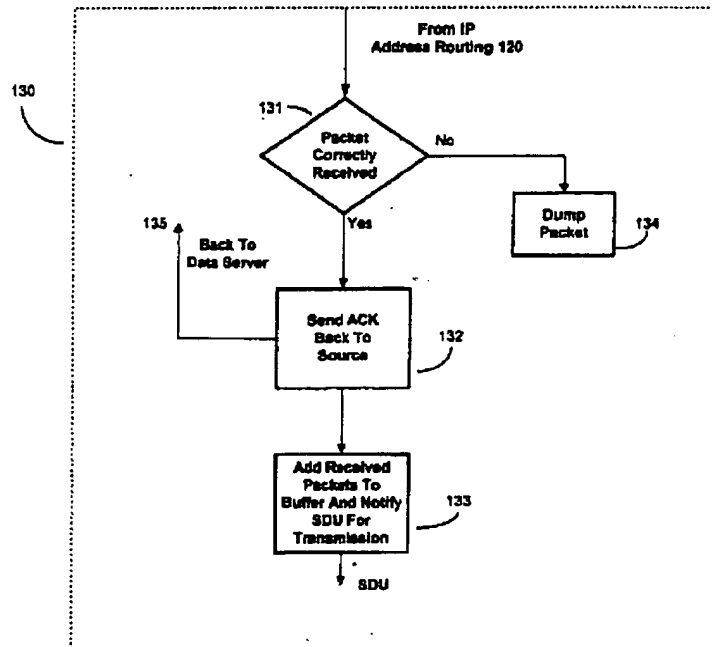 From IP
Address Routing 120
130
131
Packet
Correctly
Received
No
Yes
Dump
Packet
134
135
Back To
Data Server
Send ACK
Back To
Source
132
Add Received
Packets To
Buffer And Notify
SDU For
Transmission
133
SDU